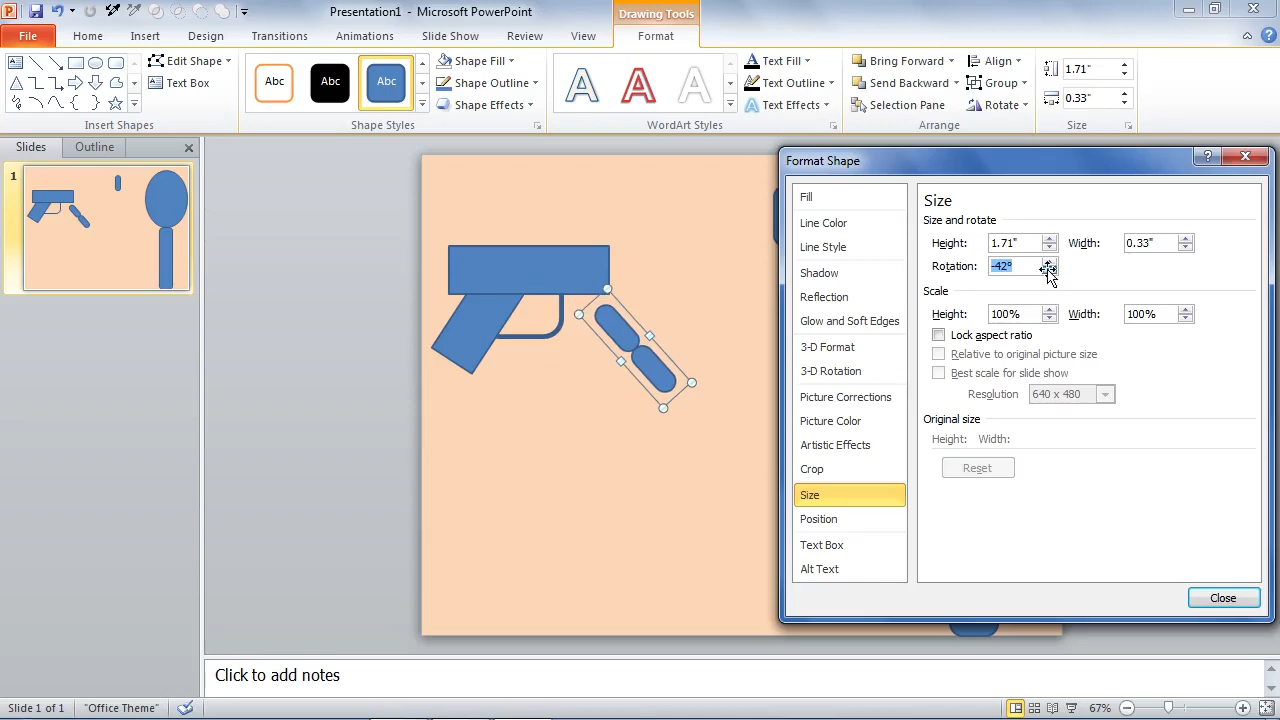 Presentation1 - Microsoft PowerPoint
Drawing Tools
File Home Insert Design Transitions Animations Slide Show Review View Format
Edit Shape
Text Box
Insert Shapes
Abc Abc Abc
Shape Fill
Shape Outline
Shape Effects
Shape Styles
A A A
Text Fill
Text Outline
Text Effects
WordArt Styles
Bring Forward
Send Backward
Selection Pane
Align
Group
Rotate
Arrange
1.71"
0.33"
Size
Slides Outline
1
Format Shape
Fill
Line Color
Line Style
Shadow
Reflection
Glow and Soft Edges
3-D Format
3-D Rotation
Picture Corrections
Picture Color
Artistic Effects
Crop
Size
Position
Text Box
Alt Text
Size
Size and rotate
Height: 1.71" Width: 0.33"
Rotation: -42°
Scale
Height: 100% Width: 100%
Lock aspect ratio
Relative to original picture size
Best scale for slide show
Resolution 640 x 480
Original size
Height: Width:
Reset
Close
Click to add notes
Slide 1 of 1 "Office Theme" 67%